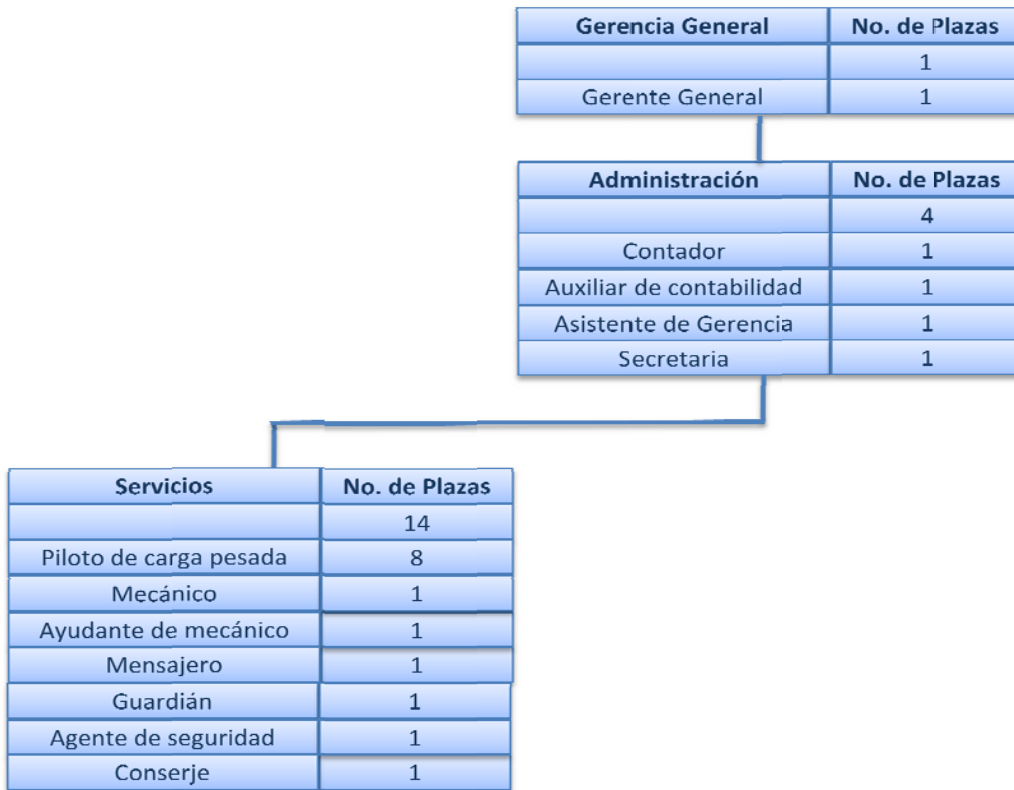 Gerencia General No. de Plazas
1
Gerente General 1
Administración No. de Plazas
4
Contador 1
Auxiliar de contabilidad 1
Asistente de Gerencia 1
Secretaria 1
Servicios No. de Plazas
14
Piloto de carga pesada 8
Mecánico 1
Ayudante de mecánico 1
Mensajero 1
Guardián 1
Agente de seguridad 1
Conserje 1